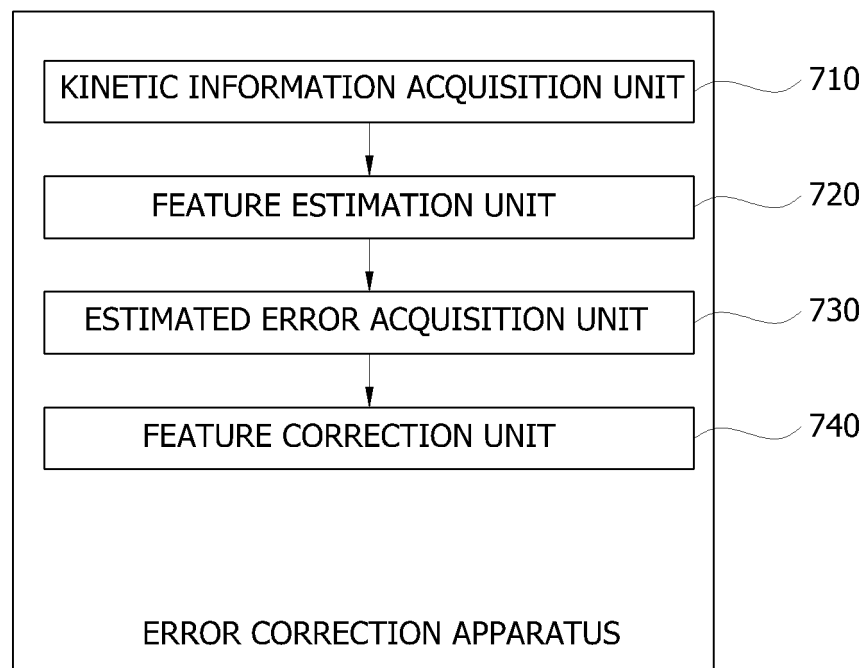 KINETIC INFORMATION ACQUISITION UNIT 710
FEATURE ESTIMATION UNIT 720
ESTIMATED ERROR ACQUISITION UNIT 730
FEATURE CORRECTION UNIT 740
ERROR CORRECTION APPARATUS